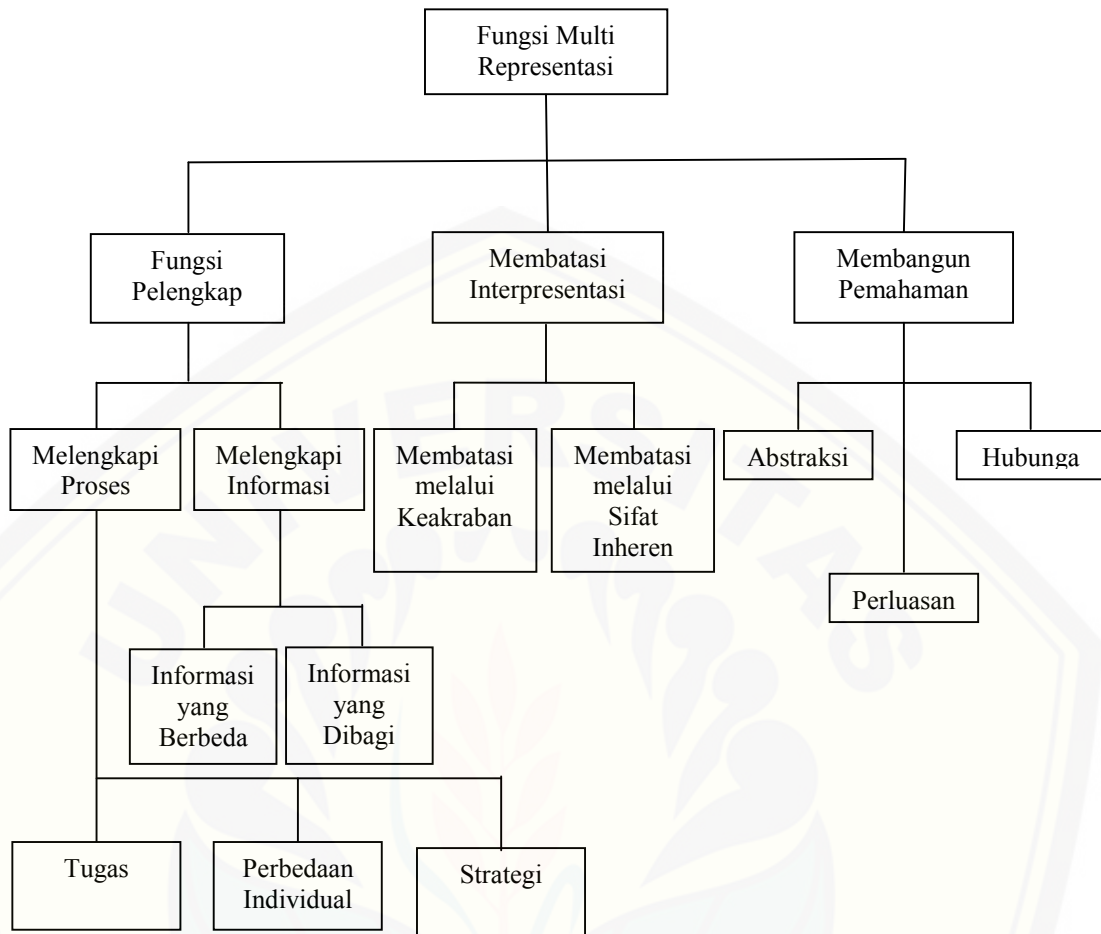 Fungsi Multi
Representasi
Fungsi
Pelengkap
Membatasi
Interpresentasi
Membangun
Pemahaman
Melengkapi
Proses
Melengkapi
Informasi
Membatasi
melalui
Keakraban
Membatasi
melalui
Sifat
Inheren
Abstraksi
Hubunga
Perluasan
Informasi
yang
Berbeda
Informasi
yang
Dibagi
Tugas
Perbedaan
Individual
Strategi
UNIVERSITAS